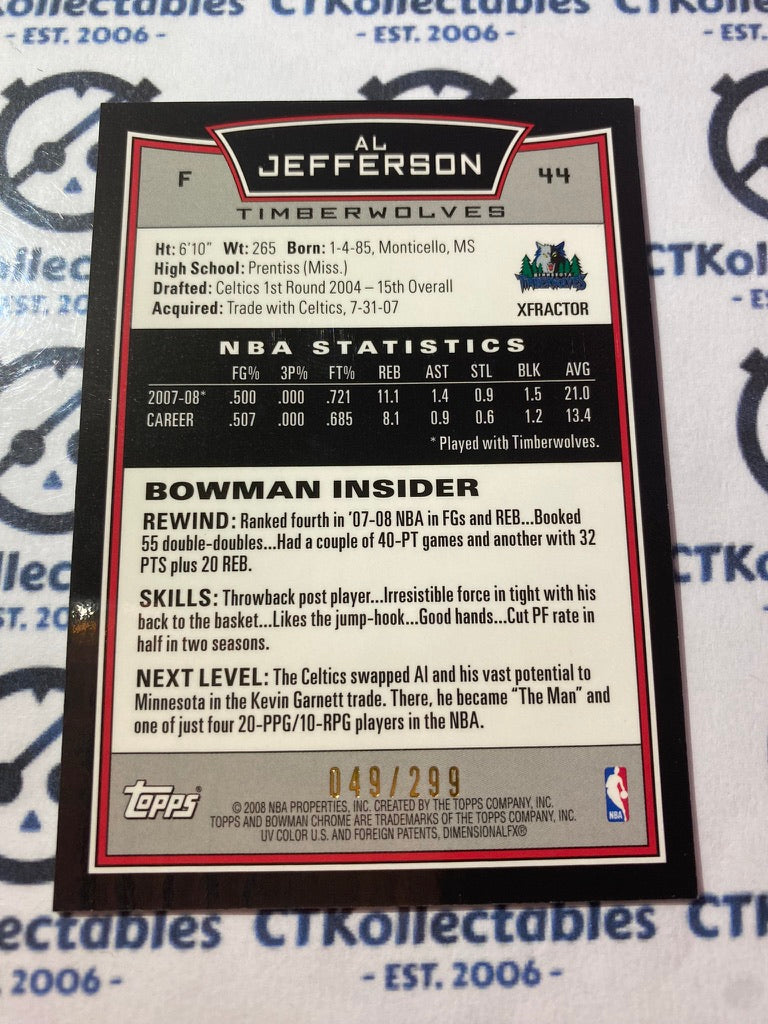 Kollectables CTKollectables CTK
- EST. 2006 - - EST. 2006 - - EST.
AL
JEFFERSON
F 44
TIMBERWOLVES
Ht: 6'10" Wt: 265 Born: 1-4-85, Monticello, MS
High School: Prentiss (Miss.)
Drafted: Celtics 1st Round 2004 – 15th Overall
Acquired: Trade with Celtics, 7-31-07
MINNESOTA
TIMBERWOLVES
XFRACTOR
NBA STATISTICS
FG% 3P% FT% REB AST STL BLK AVG
2007-08* .500 .000 .721 11.1 1.4 0.9 1.5 21.0
CAREER .507 .000 .685 8.1 0.9 0.6 1.2 13.4
* Played with Timberwolves.
BOWMAN INSIDER
REWIND: Ranked fourth in '07-08 NBA in FGs and REB...Booked
55 double-doubles...Had a couple of 40-PT games and another with 32
PTS plus 20 REB.
SKILLS: Throwback post player...Irresistible force in tight with his
back to the basket...Likes the jump-hook...Good hands...Cut PF rate in
half in two seasons.
NEXT LEVEL: The Celtics swapped Al and his vast potential to
Minnesota in the Kevin Garnett trade. There, he became "The Man" and
one of just four 20-PPG/10-RPG players in the NBA.
049/299
Topps
© 2008 NBA PROPERTIES, INC. CREATED BY THE TOPPS COMPANY, INC.
TOPPS AND BOWMAN CHROME ARE TRADEMARKS OF THE TOPPS COMPANY, INC.
UV COLOR U.S. AND FOREIGN PATENTS, DIMENSIONALFX®
NBA
ectables CTKollectables CTKo
2006 - - EST. 2006 -